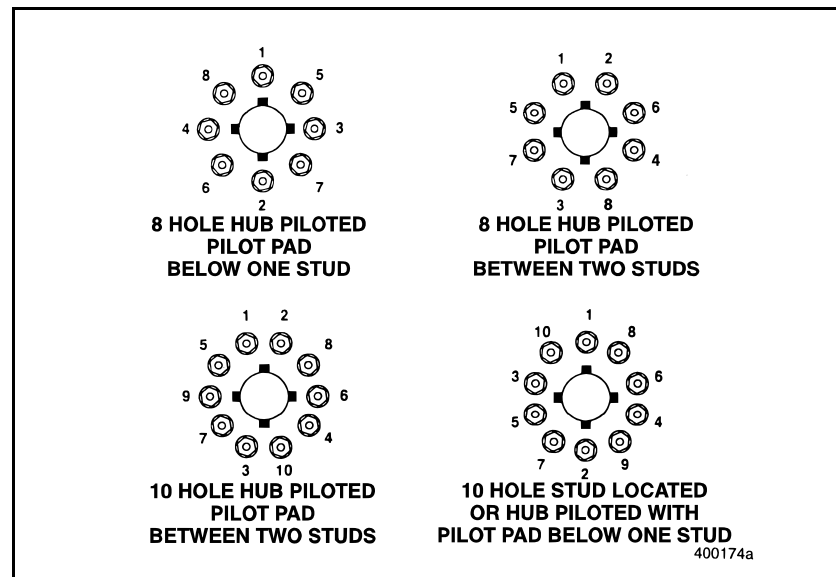 1
8 5
4 3
6 7
2
8 HOLE HUB PILOTED
PILOT PAD
BELOW ONE STUD
1 2
5 6
7 4
3 8
8 HOLE HUB PILOTED
PILOT PAD
BETWEEN TWO STUDS
1 2
5 8
9 6
7 4
3 10
10 HOLE HUB PILOTED
PILOT PAD
BETWEEN TWO STUDS
1
10 8
3 6
5 4
7 9
2
10 HOLE STUD LOCATED
OR HUB PILOTED WITH
PILOT PAD BELOW ONE STUD
400174a